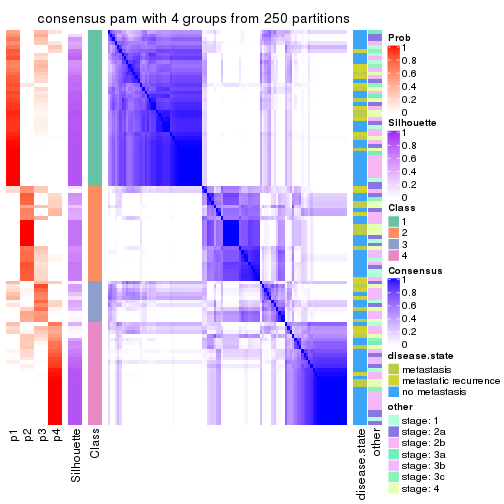 consensus pam with 4 groups from 250 partitions
Prob
1
0.8
0.6
0.4
0.2
0
Silhouette
1
0.8
0.6
0.4
0.2
0
Class
1
2
3
4
Consensus
1
0.8
0.6
0.4
0.2
0
disease.state
metastasis
metastatic recurrence
no metastasis
other
stage: 1
stage: 2a
stage: 2b
stage: 3a
stage: 3b
stage: 3c
stage: 4
p1
p2
p3
p4
Silhouette
Class
disease.state
other